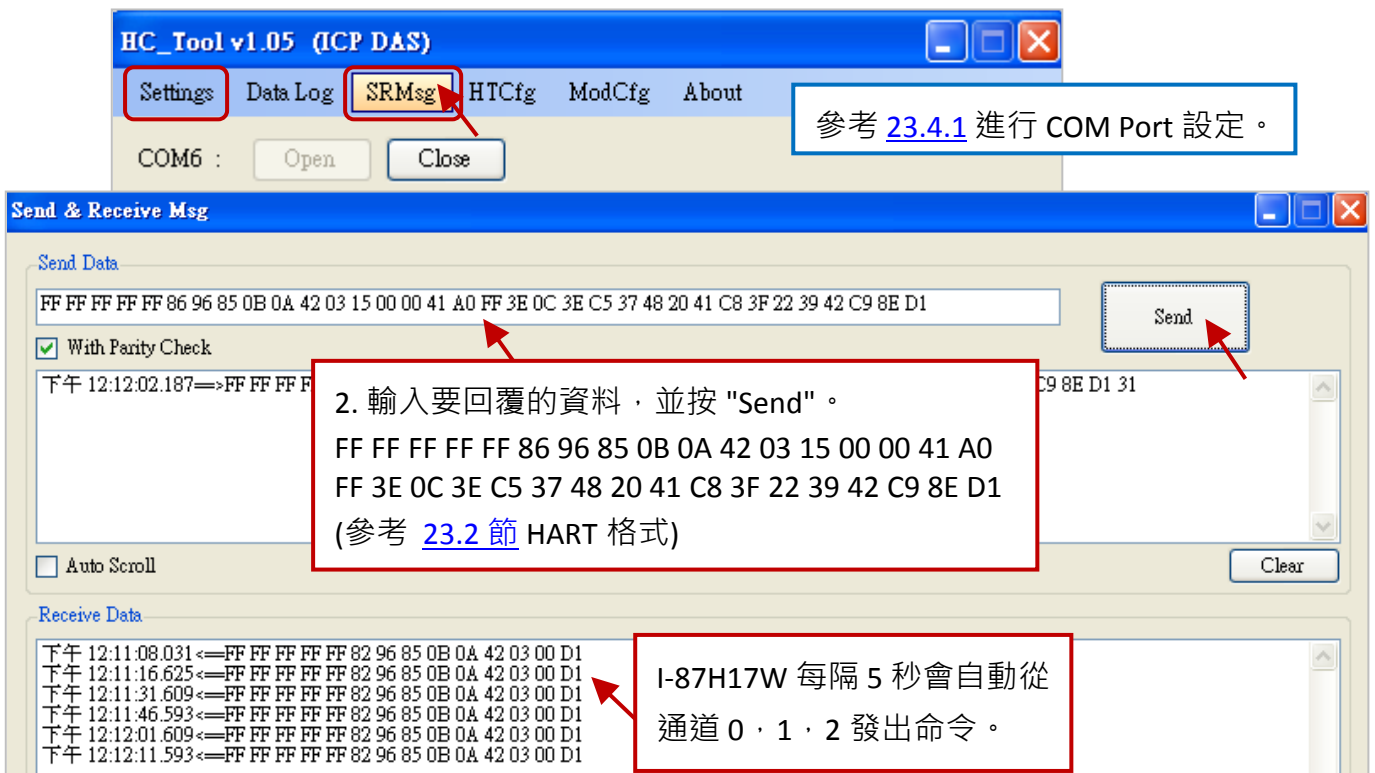 HC_Tool v1.05 (ICP DAS)
Settings Data Log SRMsg HTCfg ModCfg About
參考 23.4.1 進行 COM Port 設定。
COM6 : Open Close
Send & Receive Msg
Send Data
FF FF FF FF FF 86 96 85 0B 0A 42 03 15 00 00 41 A0 FF 3E 0C 3E C5 37 48 20 41 C8 3F 22 39 42 C9 8E D1
Send
With Parity Check
下午 12:12:02.187==>FF FF FF F
C9 8E D1 31
2. 輸入要回覆的資料，並按 "Send"。
FF FF FF FF FF 86 96 85 0B 0A 42 03 15 00 00 41 A0
FF 3E 0C 3E C5 37 48 20 41 C8 3F 22 39 42 C9 8E D1
(參考 23.2 節 HART 格式)
Auto Scroll
Clear
Receive Data
下午 12:11:08.031<==FF FF FF FF FF 82 96 85 0B 0A 42 03 00 D1
下午 12:11:16.625<==FF FF FF FF FF 82 96 85 0B 0A 42 03 00 D1
下午 12:11:31.609<==FF FF FF FF FF 82 96 85 0B 0A 42 03 00 D1
下午 12:11:46.593<==FF FF FF FF FF 82 96 85 0B 0A 42 03 00 D1
下午 12:12:01.609<==FF FF FF FF FF 82 96 85 0B 0A 42 03 00 D1
下午 12:12:11.593<==FF FF FF FF FF 82 96 85 0B 0A 42 03 00 D1
I-87H17W 每隔 5 秒會自動從
通道 0，1，2 發出命令。